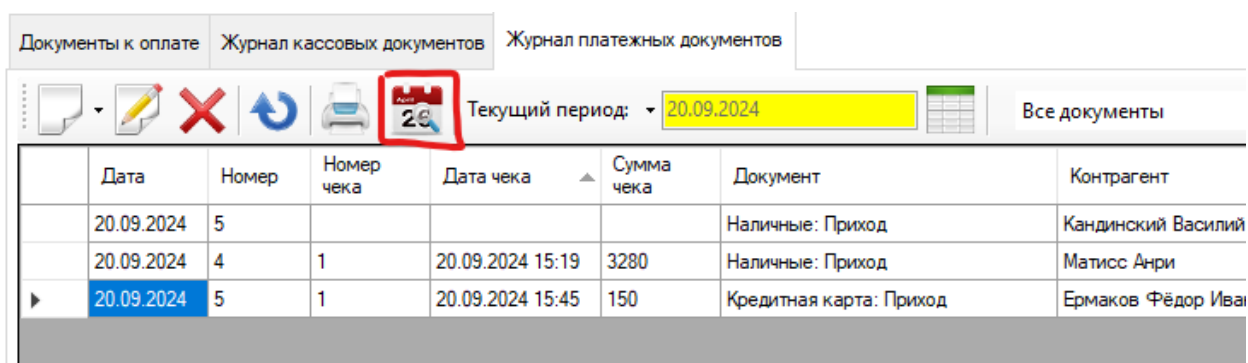 Документы к оплате Журнал кассовых документов Журнал платежных документов
April 26 Текущий период: 20.09.2024 Все документы
Дата Номер Номер чека Дата чека Сумма чека Документ Контрагент
20.09.2024 5 Наличные: Приход Кандинский Василий
20.09.2024 4 1 20.09.2024 15:19 3280 Наличные: Приход Матисс Анри
20.09.2024 5 1 20.09.2024 15:45 150 Кредитная карта: Приход Ермаков Фёдор Ива